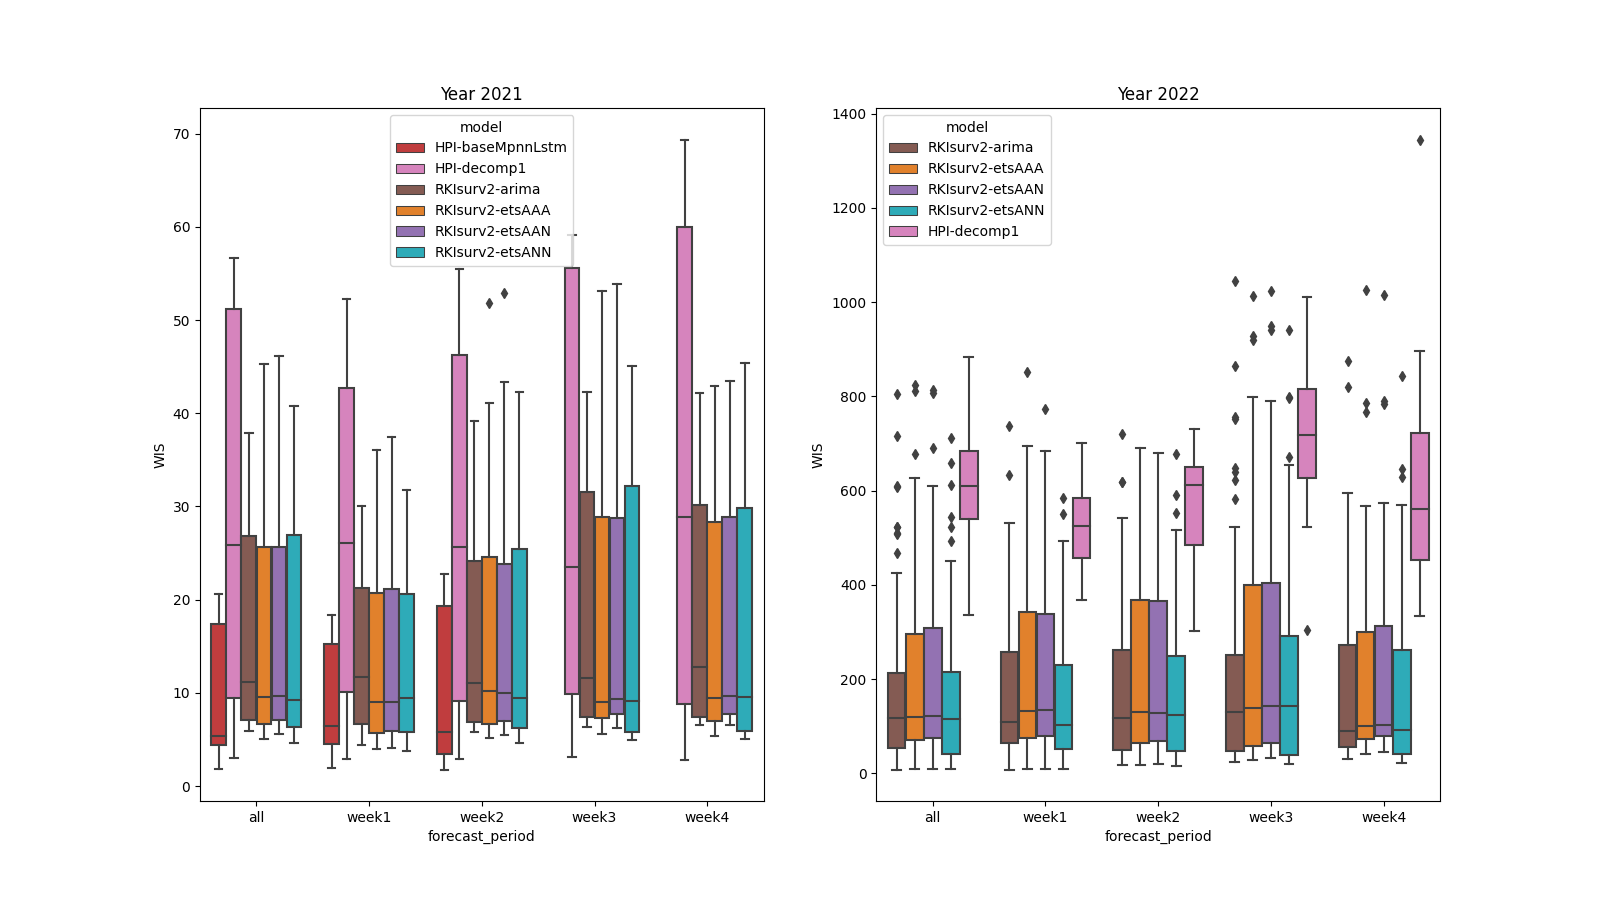 Year 2021
model
HPI-baseMpnnLstm
HPI-decomp1
RKIsurv2-arima
RKIsurv2-etsAAA
RKIsurv2-etsAAN
RKIsurv2-etsANN
WIS
70
60
50
40
30
20
10
0
all week1 week2 week3 week4
forecast_period
Year 2022
model
RKIsurv2-arima
RKIsurv2-etsAAA
RKIsurv2-etsAAN
RKIsurv2-etsANN
HPI-decomp1
WIS
1400
1200
1000
800
600
400
200
0
all week1 week2 week3 week4
forecast_period